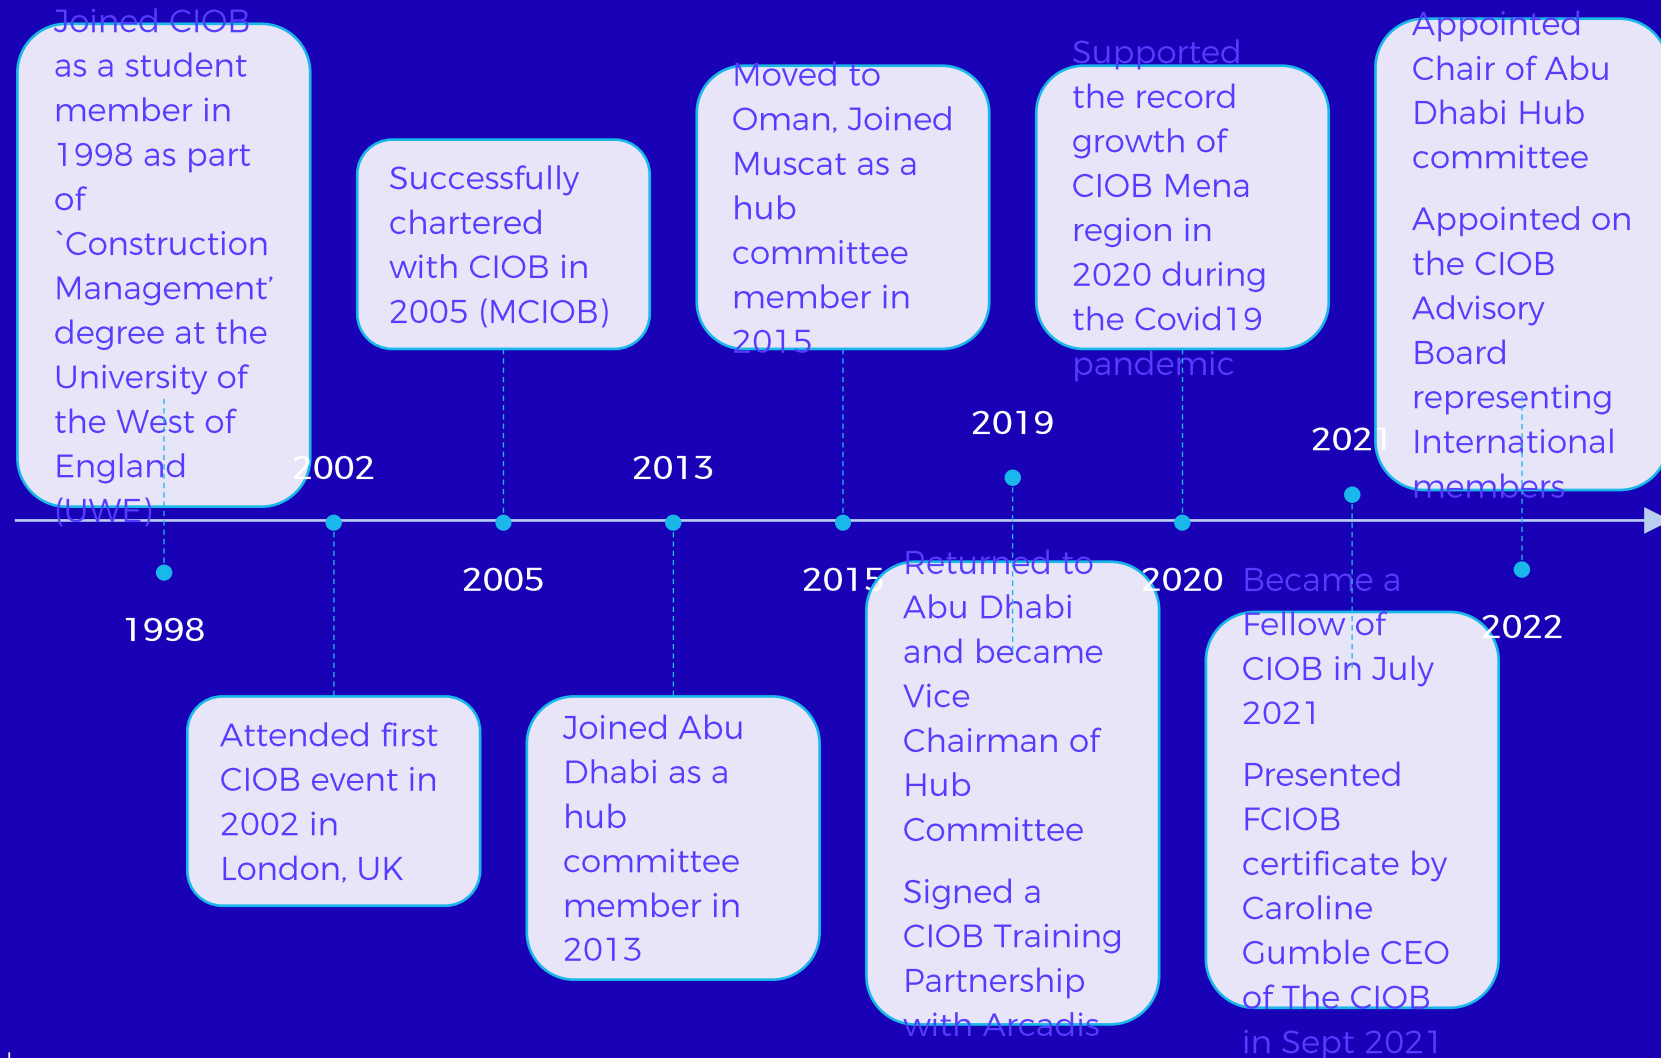 Joined CIOB
as a student
member in
1998 as part
of
`Construction
Management’
degree at the
University of
the West of
England
(UWE)
1998
2002
Attended first
CIOB event in
2002 in
London, UK
Successfully
chartered
with CIOB in
2005 (MCIOB)
2005
2013
Joined Abu
Dhabi as a
hub
committee
member in
2013
Moved to
Oman, Joined
Muscat as a
hub
committee
member in
2015
2015
2019
Returned to
Abu Dhabi
and became
Vice
Chairman of
Hub
Committee
Signed a
CIOB Training
Partnership
with Arcadis
Supported
the record
growth of
CIOB Mena
region in
2020 during
the Covid19
pandemic
2020
2021
Became a
Fellow of
CIOB in July
2021
Presented
FCIOB
certificate by
Caroline
Gumble CEO
of The CIOB
in Sept 2021
Appointed
Chair of Abu
Dhabi Hub
committee
Appointed on
the CIOB
Advisory
Board
representing
International
members
2022